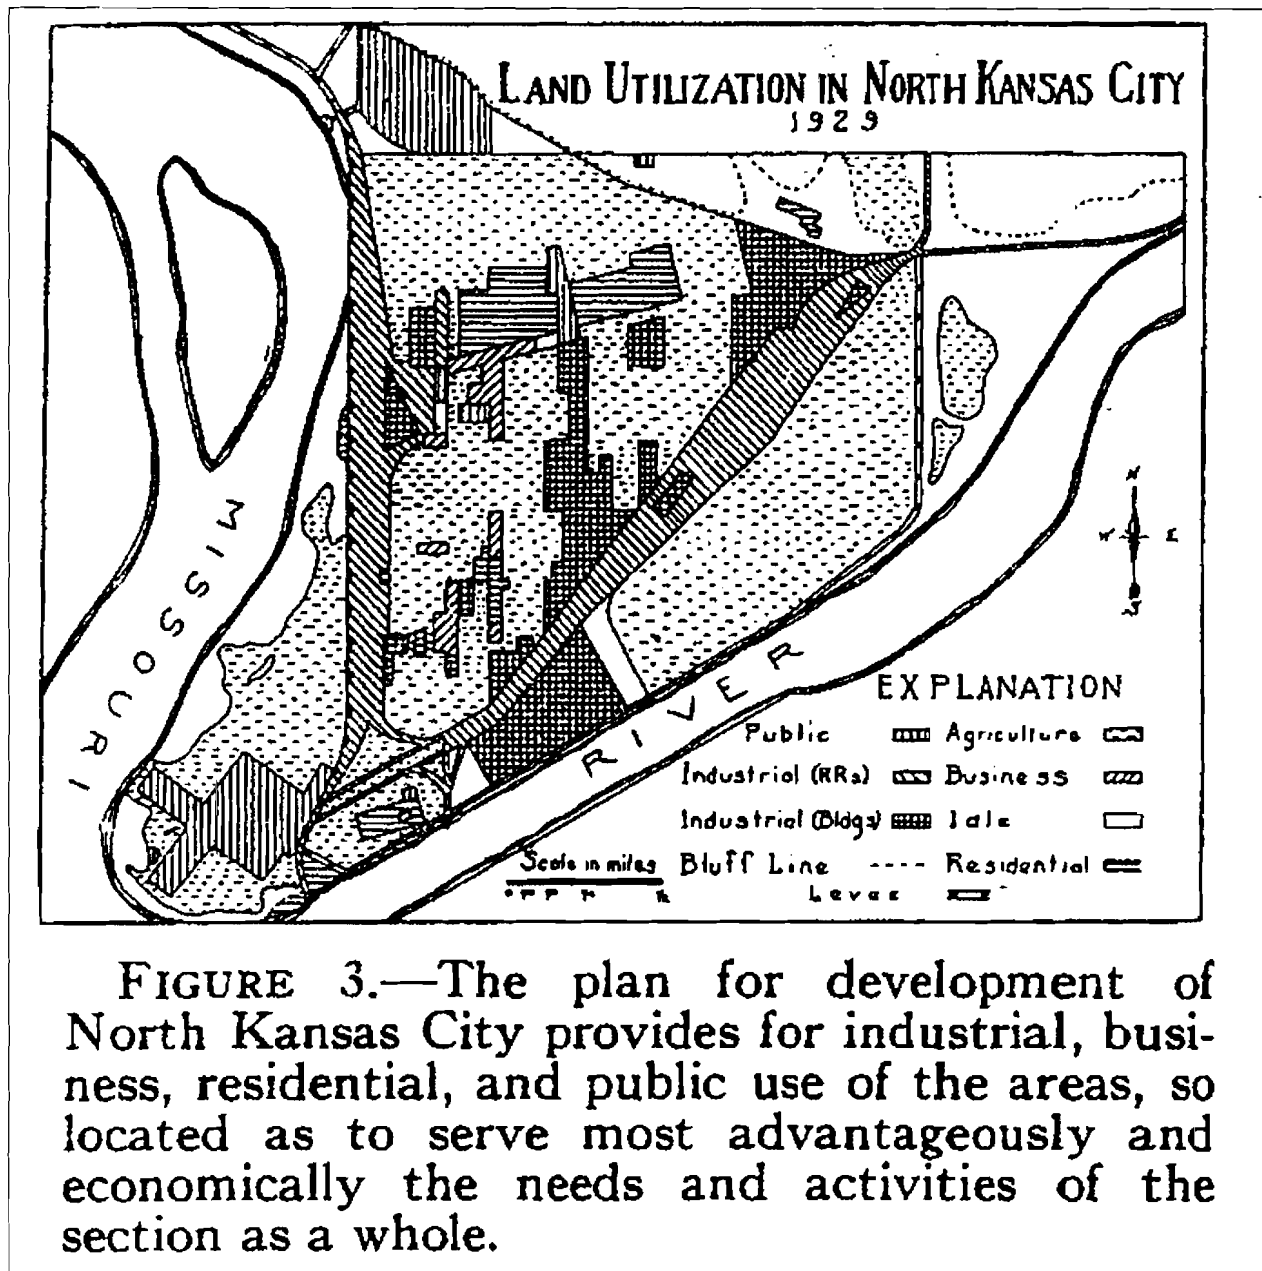 LAND UTILIZATION IN NORTH KANSAS CITY
1929
MISSOURI
RIVER
N
W E
S
EXPLANATION
Public Agriculture
Industrial (RRs) Business
Industrial (Bldgs) Idle
Scale in miles Bluff Line Residential
Levee
FIGURE 3.—The plan for development of
North Kansas City provides for industrial, busi-
ness, residential, and public use of the areas, so
located as to serve most advantageously and
economically the needs and activities of the
section as a whole.